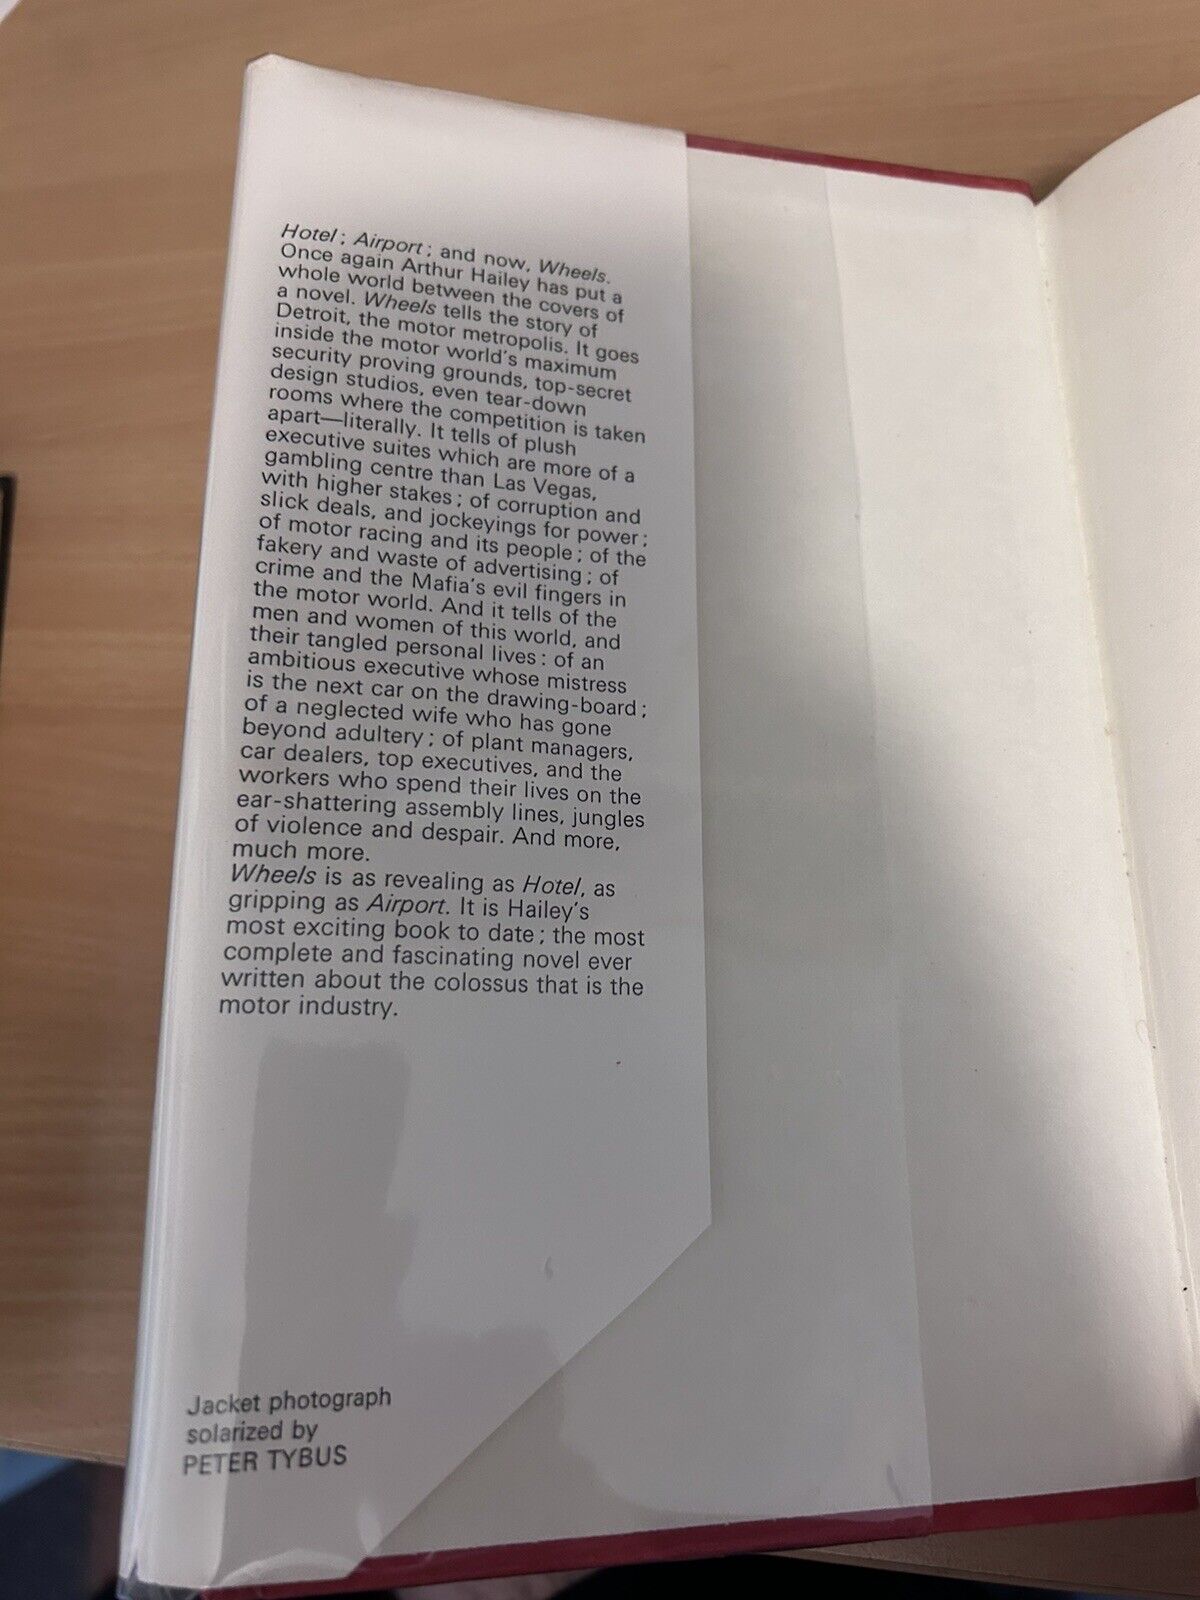 Hotel; Airport; and now, Wheels.
Once again Arthur Hailey has put a
whole world between the covers of
a novel. Wheels tells the story of
Detroit, the motor metropolis. It goes
inside the motor world's maximum
security proving grounds, top-secret
design studios, even tear-down
rooms where the competition is taken
apart—literally. It tells of plush
executive suites which are more of a
gambling centre than Las Vegas,
with higher stakes; of corruption and
slick deals, and jockeyings for power;
of motor racing and its people; of the
fakery and waste of advertising; of
crime and the Mafia's evil fingers in
the motor world. And it tells of the
men and women of this world, and
their tangled personal lives: of an
ambitious executive whose mistress
is the next car on the drawing-board;
of a neglected wife who has gone
beyond adultery; of plant managers,
car dealers, top executives, and the
workers who spend their lives on the
ear-shattering assembly lines, jungles
of violence and despair. And more,
much more.
Wheels is as revealing as Hotel, as
gripping as Airport. It is Hailey's
most exciting book to date; the most
complete and fascinating novel ever
written about the colossus that is the
motor industry.
Jacket photograph
solarized by
PETER TYBUS